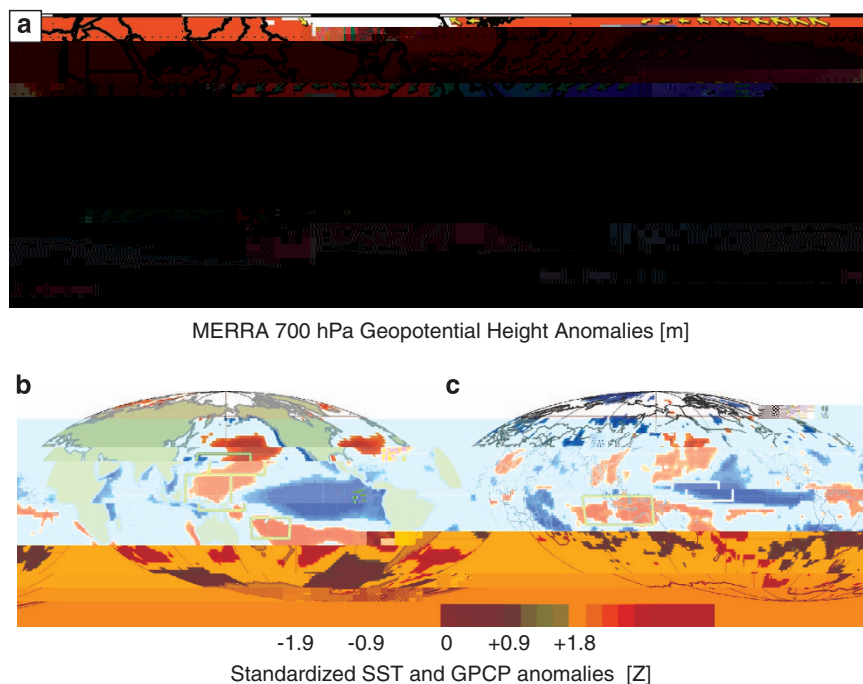 a
MERRA 700 hPa Geopotential Height Anomalies [m]
b
c
-1.9 -0.9 0 +0.9 +1.8
Standardized SST and GPCP anomalies [Z]